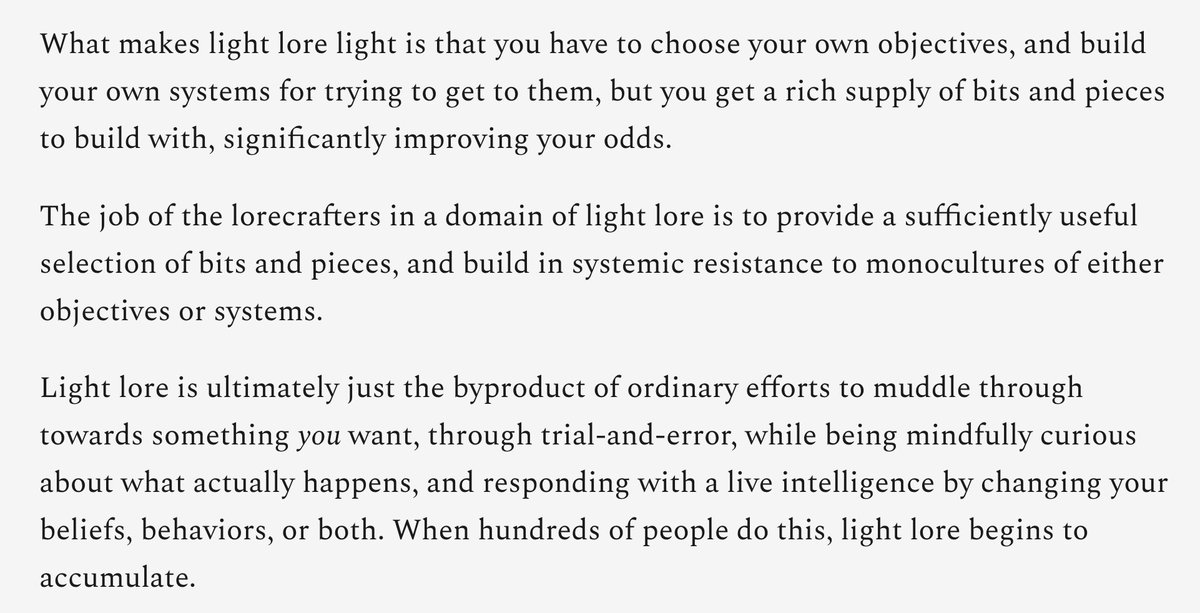 What makes light lore light is that you have to choose your own objectives, and build
your own systems for trying to get to them, but you get a rich supply of bits and pieces
to build with, significantly improving your odds.
The job of the lorecrafters in a domain of light lore is to provide a sufficiently useful
selection of bits and pieces, and build in systemic resistance to monocultures of either
objectives or systems.
Light lore is ultimately just the byproduct of ordinary efforts to muddle through
towards something you want, through trial-and-error, while being mindfully curious
about what actually happens, and responding with a live intelligence by changing your
beliefs, behaviors, or both. When hundreds of people do this, light lore begins to
accumulate.